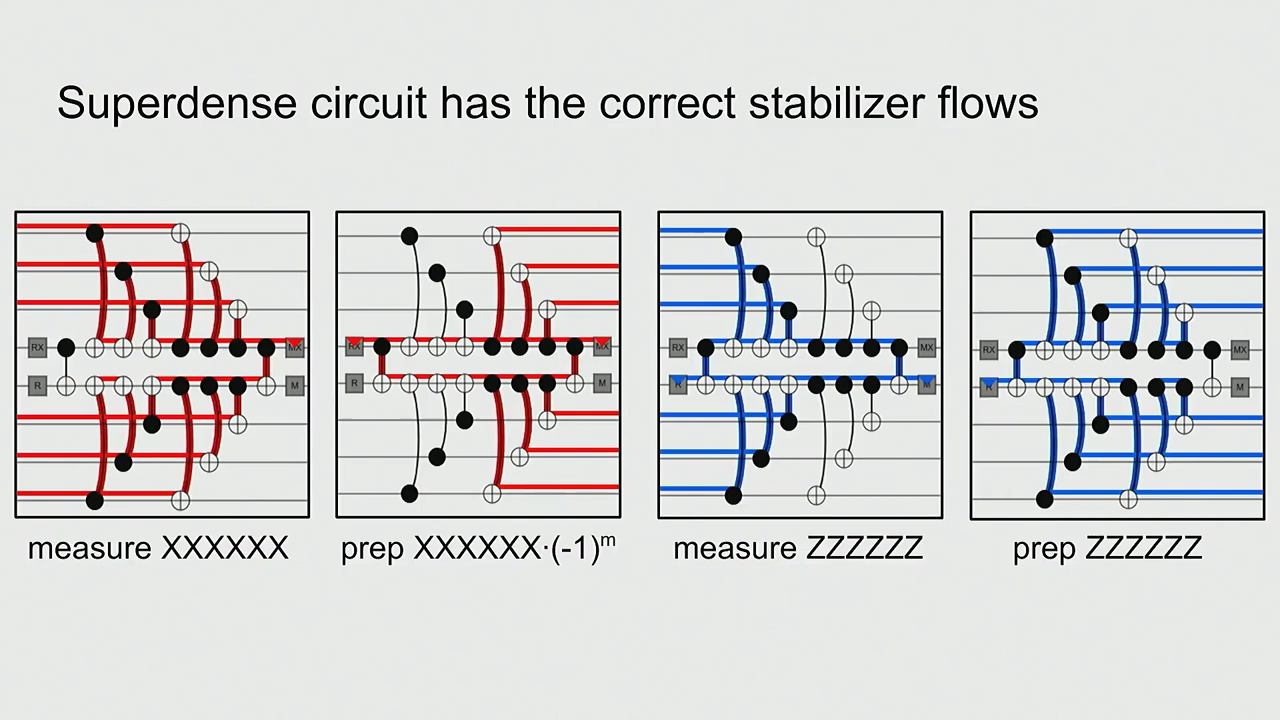 Superdense circuit has the correct stabilizer flows
RX MX RX MX RX MX RX MX
R M R M R M R M
measure XXXXXX prep XXXXXX·(-1)ᵐ measure ZZZZZZ prep ZZZZZZ